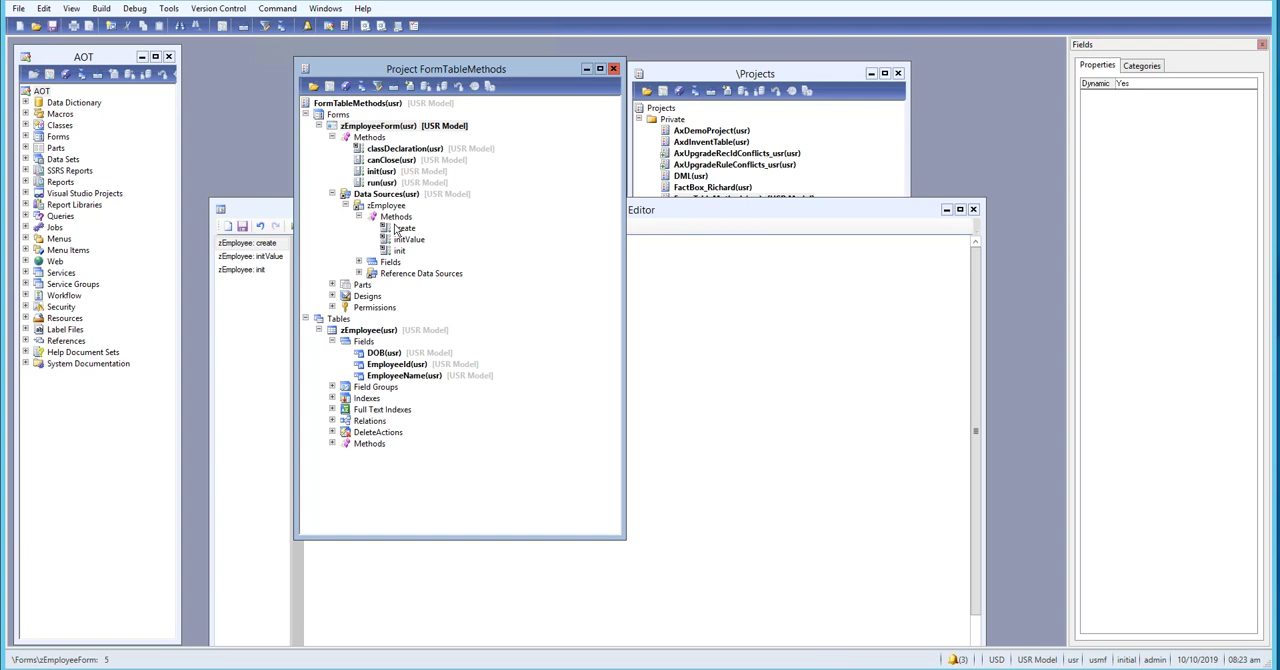 File Edit View Build Debug Tools Version Control Command Windows Help
AOT
AOT
Data Dictionary
Macros
Classes
Forms
Parts
Data Sets
SSRS Reports
Reports
Visual Studio Projects
Report Libraries
Queries
Jobs
Menus
Menu Items
Web
Services
Service Groups
Workflow
Security
Resources
Label Files
References
Help Document Sets
System Documentation
zEmployee: create
zEmployee: initValue
zEmployee: init
Project FormTableMethods
FormTableMethods(usr) [USR Model]
Forms
zEmployeeForm(usr) [USR Model]
Methods
classDeclaration(usr) [USR Model]
canClose(usr) [USR Model]
init(usr) [USR Model]
run(usr) [USR Model]
Data Sources(usr) [USR Model]
zEmployee
Methods
create
initValue
init
Fields
Reference Data Sources
Parts
Designs
Permissions
Tables
zEmployee(usr) [USR Model]
Fields
DOB(usr) [USR Model]
EmployeeId(usr) [USR Model]
EmployeeName(usr) [USR Model]
Field Groups
Indexes
Full Text Indexes
Relations
DeleteActions
Methods
\Projects
Projects
Private
AxDemoProject(usr)
AxdInventTable(usr)
AxUpgradeRecIdConflicts_usr(usr)
AxUpgradeRuleConflicts_usr(usr)
DML(usr)
FactBox_Richard(usr)
Editor
Fields
Properties Categories
Dynamic Yes
\Forms\zEmployeeForm: 5
(3) USD USR Model usr usmf initial admin 10/10/2019 08:23 am